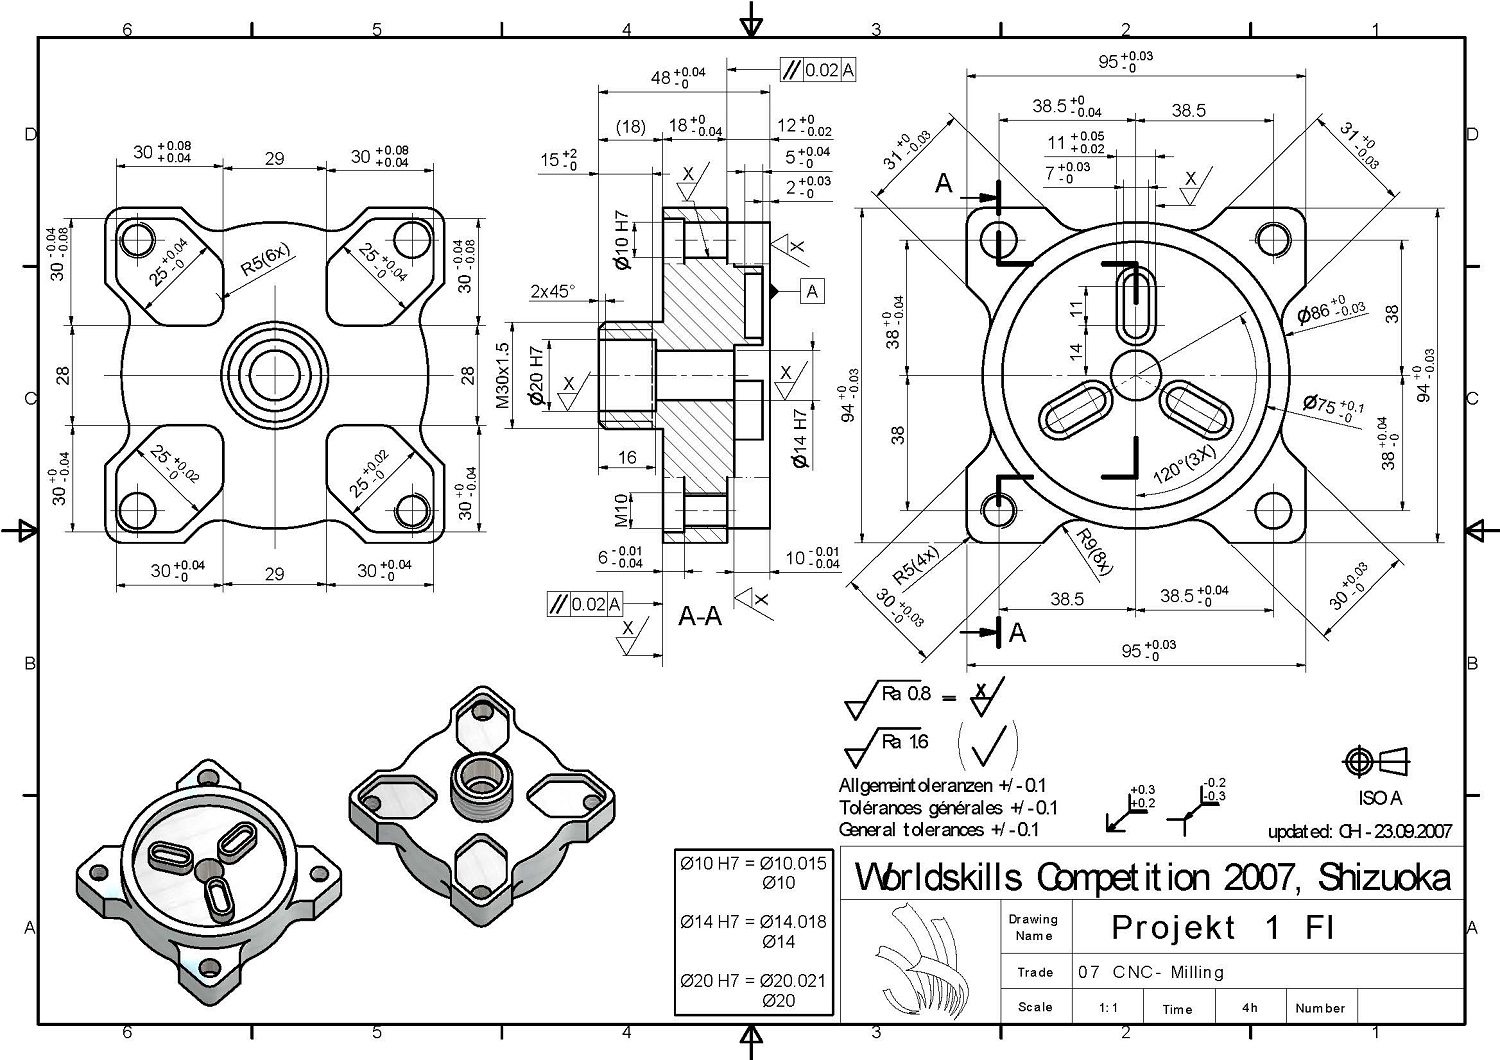 6 5 4 3 2 1
D
C
B
A
30 +0.08 +0.04
29
30 +0.08 +0.04
30 -0.04 -0.08
28
30 +0 -0.04
25 +0.04 -0
25 +0.04 -0
R5(6x)
30 -0.04 -0.08
28
30 +0 -0.04
25 +0.02 -0
25 +0.02 -0
30 +0.04 -0
29
30 +0.04 -0
// 0.02 A
48 +0.04 -0
(18)
18 +0 -0.04
12 +0 -0.02
15 +2 -0
5 +0.04 -0
2 +0.03 -0
X
Ø10 H7
X
A
2x45°
M30x1.5
Ø20 H7
X
X
Ø14 H7
16
M10
6 -0.01 -0.04
10 -0.01 -0.04
// 0.02 A
X
X
A-A
95 +0.03 -0
38.5 +0 -0.04
38.5
31 +0 -0.03
31 +0 -0.03
11 +0.05 +0.02
7 +0.03 -0
X
A
94 +0 -0.03
38 +0 -0.04
38
11
14
Ø86 +0 -0.03
Ø75 +0.1 -0
120°(3X)
38
38 +0.04 -0
94 +0 -0.03
R5(4x)
R9(8x)
30 +0.03 -0
30 +0.03 -0
38.5
38.5 +0.04 -0
A
95 +0.03 -0
Ra 0.8 = X
Ra 1.6 ( )
Allgemeintoleranzen +/-0.1
Tolérances générales +/-0.1
General tolerances +/-0.1
+0.3
+0.2
-0.2
-0.3
ISO A
updated: CH - 23.09.2007
Ø10 H7 = Ø10.015
Ø10
Ø14 H7 = Ø14.018
Ø14
Ø20 H7 = Ø20.021
Ø20
Worldskills Competition 2007, Shizuoka
Drawing Name
Projekt 1 FI
Trade
07 CNC- Milling
Scale
1:1
Time
4h
Number
D
C
B
A
6 5 4 3 2 1